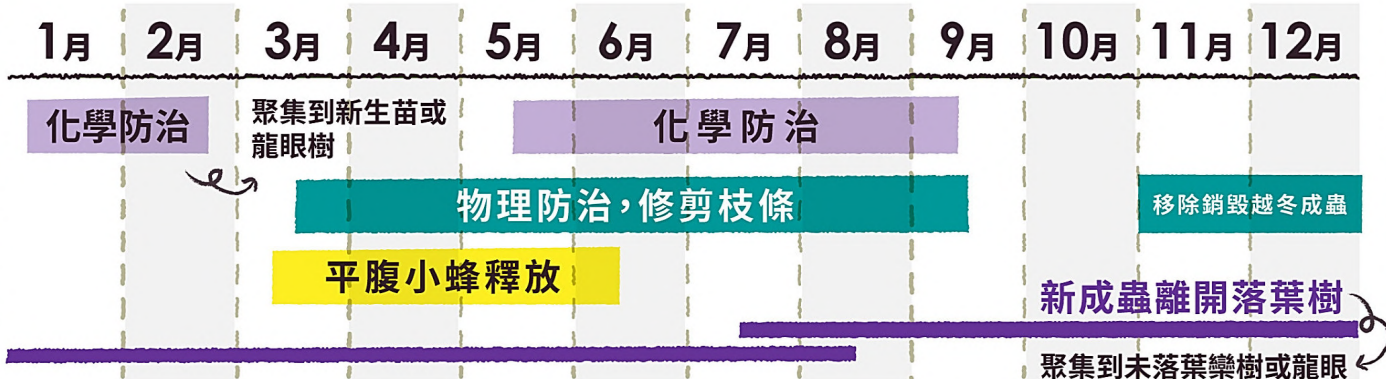 1月 2月 3月 4月 5月 6月 7月 8月 9月 10月 11月 12月
化學防治
聚集到新生苗或
龍眼樹
化學防治
物理防治，修剪枝條
移除銷毀越冬成蟲
平腹小蜂釋放
新成蟲離開落葉樹
聚集到未落葉欒樹或龍眼